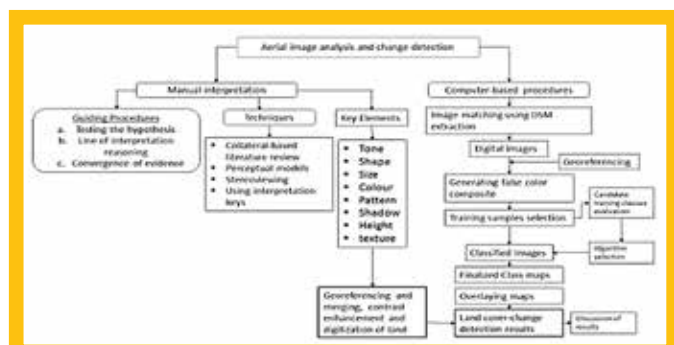 Aerial image analysis and change detection
Manual interpretation
Computer based procedures
Guiding Procedures
a. Testing the hypothesis
b. Line of interpretation
reasoning
c. Convergence of evidence
Techniques
• Collateral-based
literature review
• Perceptual models
• Stereoviewing
• Using interpretation
keys
Key Elements
• Tone
• Shape
• Size
• Colour
• Pattern
• Shadow
• Height
• texture
Image matching using DSM
extraction
Digital images
Georeferencing
Generating false color
composite
Training samples selection
Candidate
training classes
evaluation
Algorithm
selection
Classified images
Finalized Class maps
Overlaying maps
Georeferencing and
merging, contrast
enhancement and
digitization of land
Land cover-change
detection results
Discussion of
results